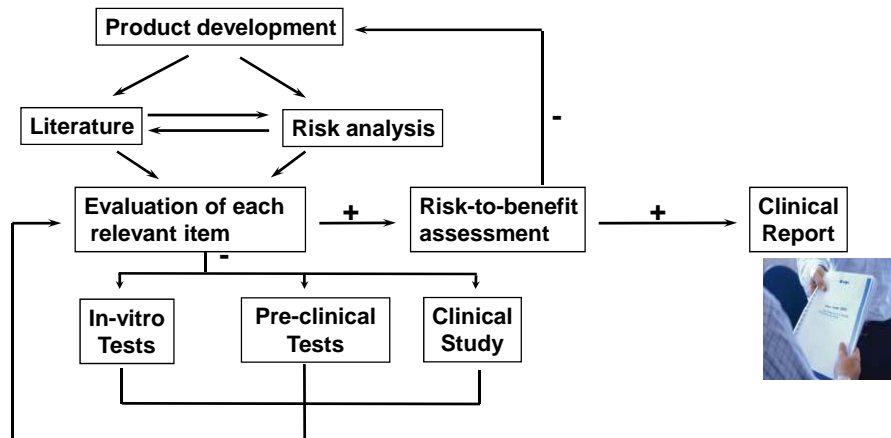 Product development
Literature
Risk analysis
Evaluation of each
relevant item
+
Risk-to-benefit
assessment
-
+
Clinical
Report
-
In-vitro
Tests
Pre-clinical
Tests
Clinical
Study